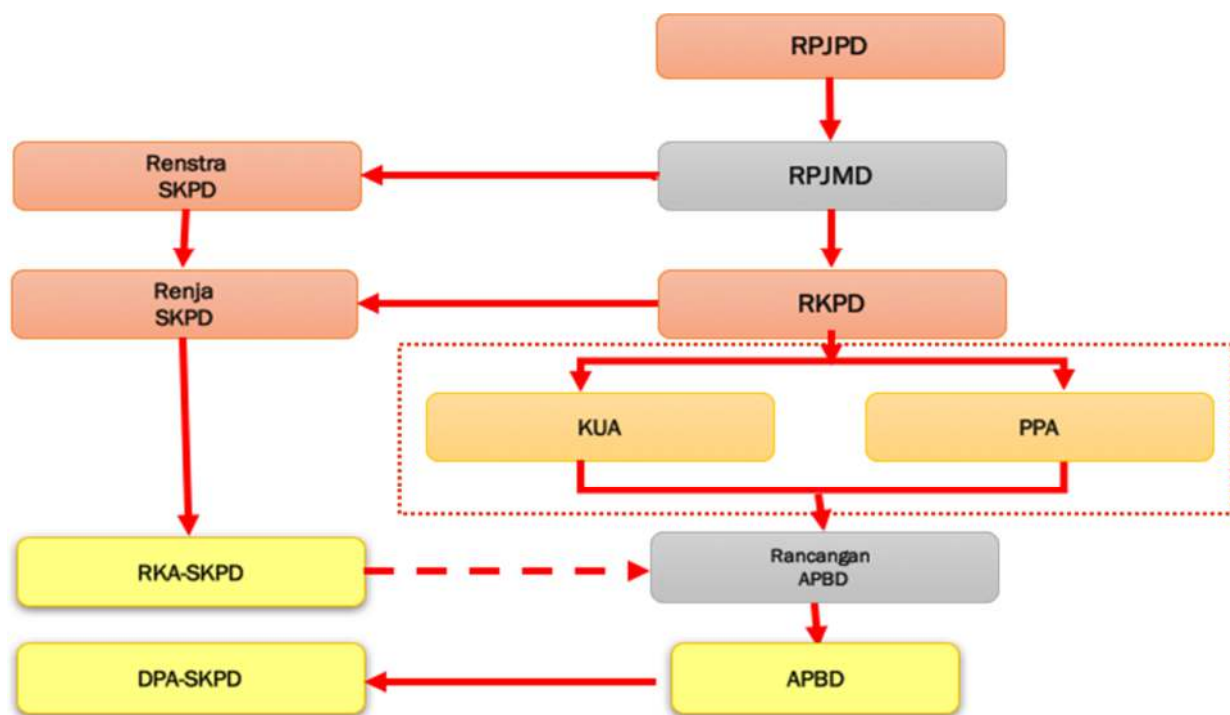 RPJPD
Renstra
SKPD
RPJMD
Renja
SKPD
RKPD
KUA
PPA
RKA-SKPD
Rancangan
APBD
DPA-SKPD
APBD